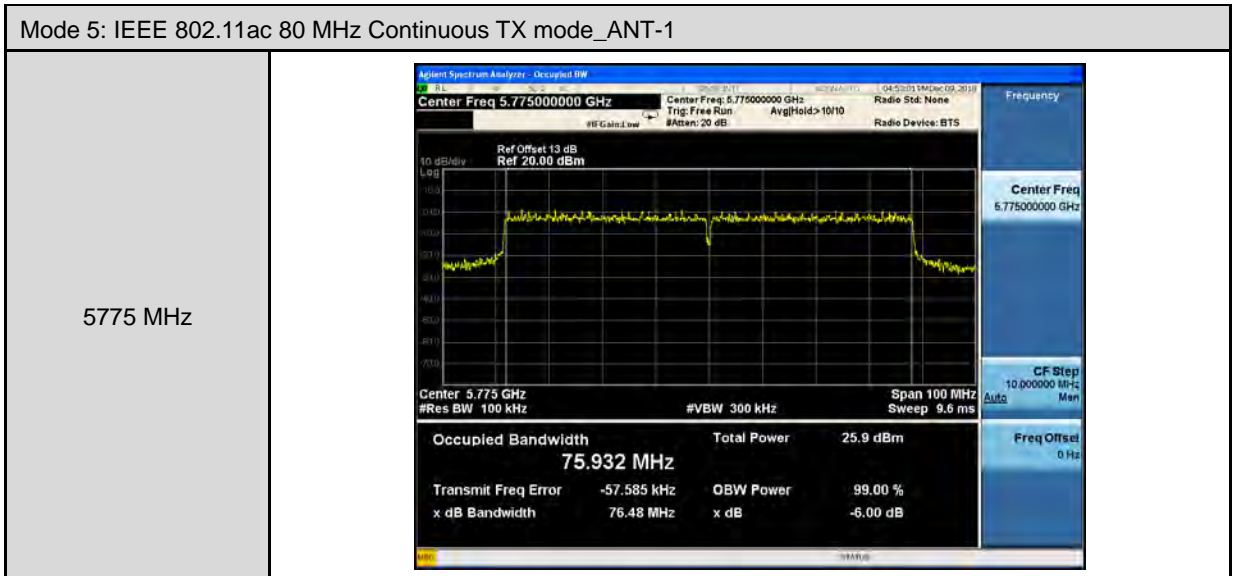 Mode 5: IEEE 802.11ac 80 MHz Continuous TX mode_ANT-1
5775 MHz
Agilent Spectrum Analyzer - Occupied BW
RL
Center Freq 5.775000000 GHz
#IFGain:Low
Center Freq: 5.775000000 GHz
Trig: Free Run Avg|Hold:>10/10
#Atten: 20 dB
Radio Std: None
Radio Device: BTS
Frequency
Ref Offset 13 dB
10 dB/div Ref 20.00 dBm
Log
Center Freq
5.775000000 GHz
Center 5.775 GHz Span 100 MHz
#Res BW 100 kHz #VBW 300 kHz Sweep 9.6 ms
CF Step
10.000000 MHz
Auto Man
Occupied Bandwidth Total Power 25.9 dBm
75.932 MHz
Transmit Freq Error -57.585 kHz OBW Power 99.00 %
x dB Bandwidth 76.48 MHz x dB -6.00 dB
Freq Offset
0 Hz
MSG STATUS